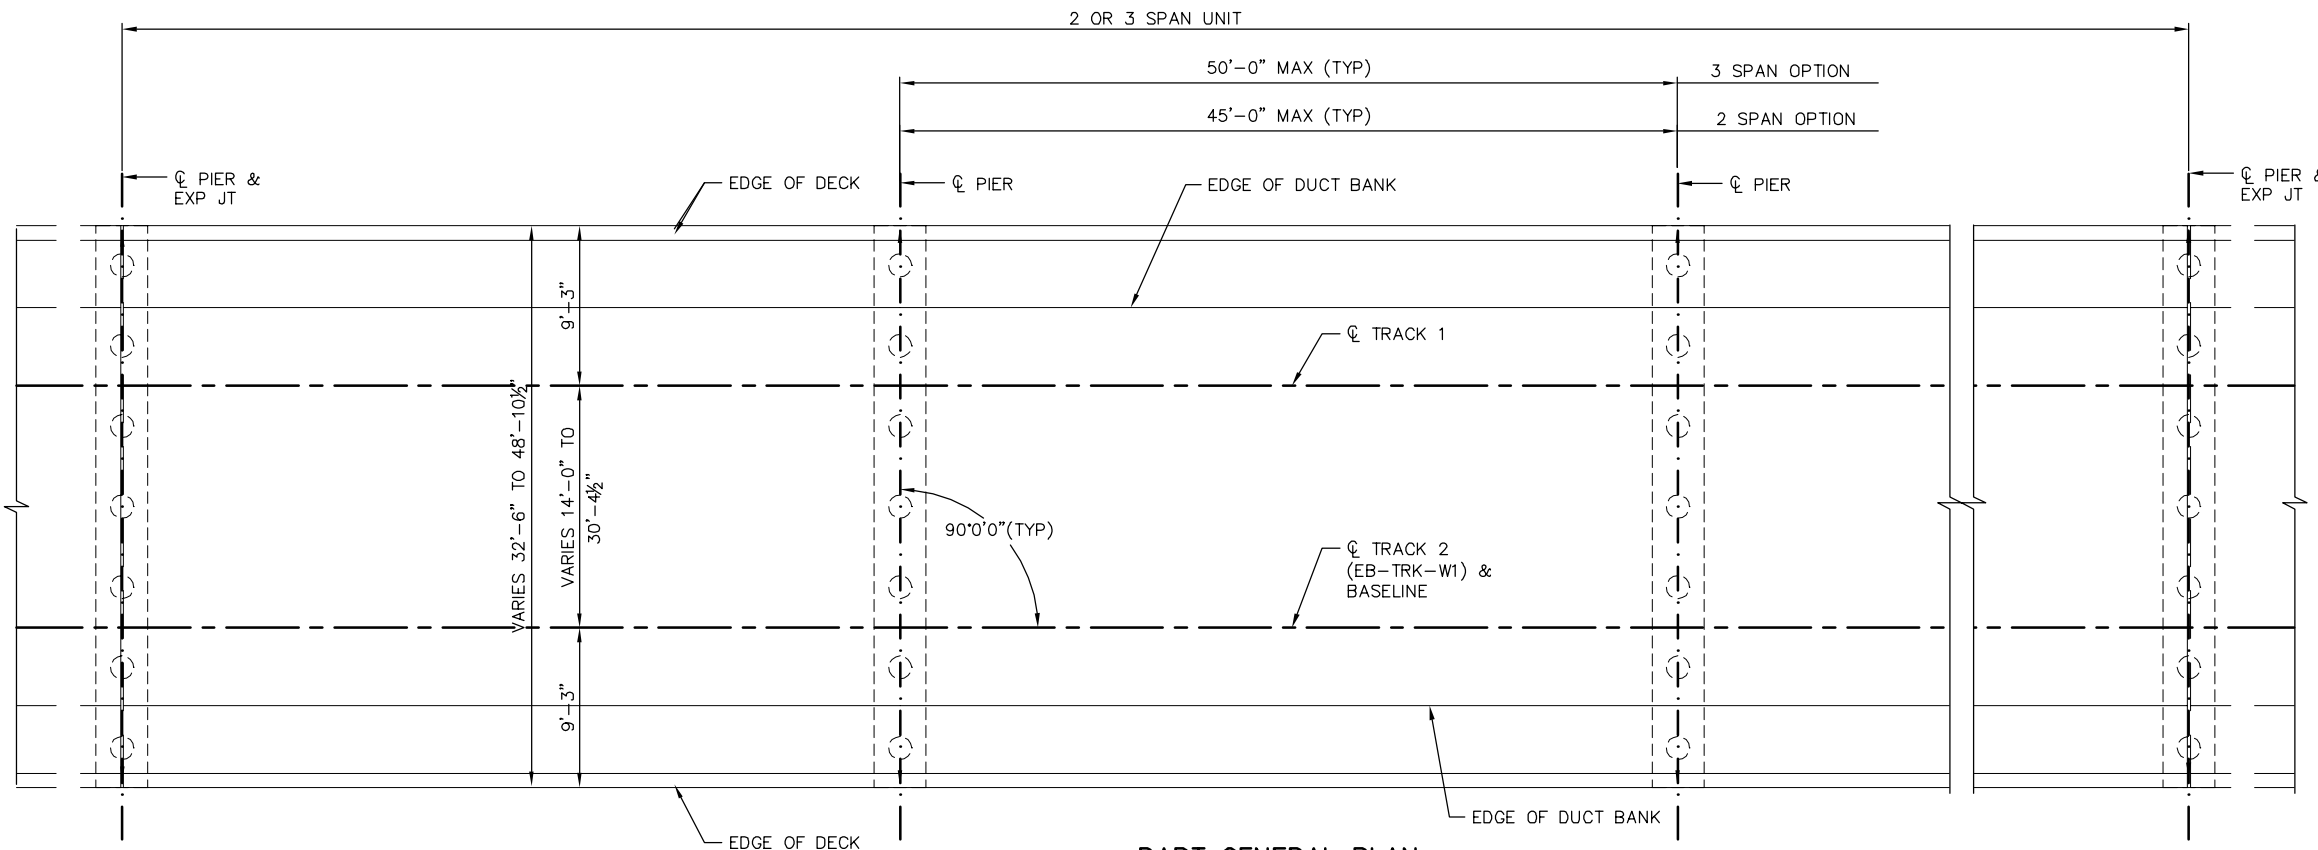 2 OR 3 SPAN UNIT
50'-0" MAX (TYP)
3 SPAN OPTION
45'-0" MAX (TYP)
2 SPAN OPTION
℄ PIER &
EXP JT
EDGE OF DECK
℄ PIER
EDGE OF DUCT BANK
℄ PIER
℄ PIER &
EXP JT
9'-3"
℄ TRACK 1
VARIES 32'-6" TO 48'-10½"
VARIES 14'-0" TO
30'-4½"
90°0'0"(TYP)
℄ TRACK 2
(EB-TRK-W1) &
BASELINE
9'-3"
EDGE OF DUCT BANK
EDGE OF DECK
PART GENERAL PLAN